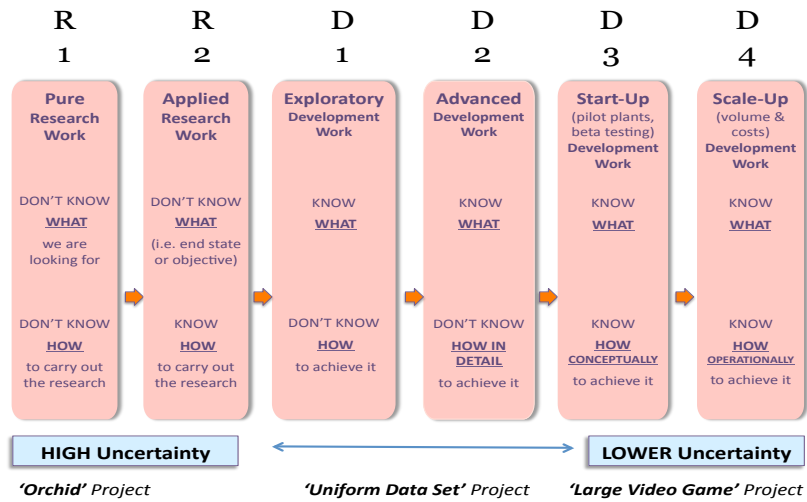 R
1
R
2
D
1
D
2
D
3
D
4
Pure
Research
Work
DON'T KNOW
WHAT
we are
looking for
DON'T KNOW
HOW
to carry out
the research
Applied
Research
Work
DON'T KNOW
WHAT
(i.e. end state
or objective)
KNOW
HOW
to carry out
the research
Exploratory
Development
Work
KNOW
WHAT
DON'T KNOW
HOW
to achieve it
Advanced
Development
Work
KNOW
WHAT
DON'T KNOW
HOW IN
DETAIL
to achieve it
Start-Up
(pilot plants,
beta testing)
Development
Work
KNOW
WHAT
KNOW
HOW
CONCEPTUALLY
to achieve it
Scale-Up
(volume &
costs)
Development
Work
KNOW
WHAT
KNOW
HOW
OPERATIONALLY
to achieve it
HIGH Uncertainty
LOWER Uncertainty
'Orchid' Project
'Uniform Data Set' Project
'Large Video Game' Project